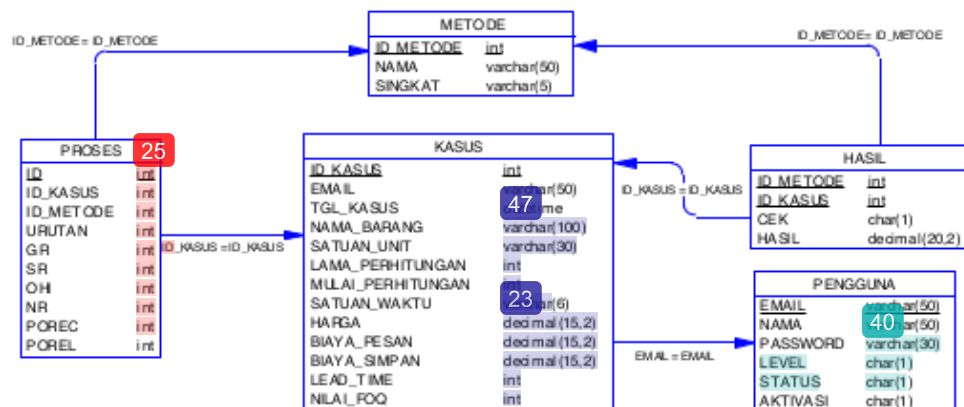 METODE
ID_METODE int
NAMA varchar(50)
SINGKAT varchar(5)
ID_METODE = ID_METODE
ID_METODE = ID_METODE
PROSES 25
ID int
ID_KASUS int
ID_METODE int
URUTAN int
GR int
SR int
OH int
NR int
POREC int
POREL int
ID_KASUS = ID_KASUS
KASUS
ID_KASUS int
EMAIL varchar(50)
TGL_KASUS 47
NAMA_BARANG varchar(100)
SATUAN_UNIT varchar(30)
LAMA_PERHITUNGAN int
MULAI_PERHITUNGAN
SATUAN_WAKTU 23 (6)
HARGA decimal(15,2)
BIAYA_PESAN decimal(15,2)
BIAYA_SIMPAN decimal(15,2)
LEAD_TIME int
NILAI_FOQ int
ID_KASUS = ID_KASUS
HASIL
ID_METODE int
ID_KASUS int
CEK char(1)
HASIL decimal(20,2)
EMAIL = EMAIL
PENGGUNA
EMAIL varchar(50)
NAMA 40 (50)
PASSWORD varchar(30)
LEVEL char(1)
STATUS char(1)
AKTIVASI char(1)